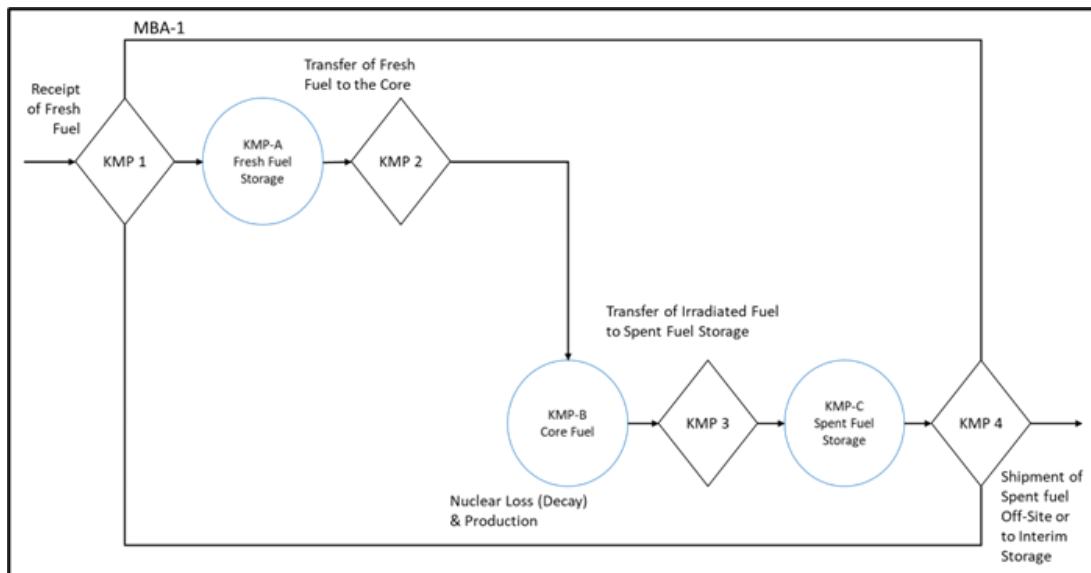 MBA-1
Receipt
of Fresh
Fuel
Transfer of Fresh
Fuel to the Core
KMP 1
KMP-A
Fresh Fuel
Storage
KMP 2
Transfer of Irradiated Fuel
to Spent Fuel Storage
KMP-B
Core Fuel
KMP 3
KMP-C
Spent Fuel
Storage
KMP 4
Nuclear Loss (Decay)
& Production
Shipment of
Spent fuel
Off-Site or
to Interim
Storage